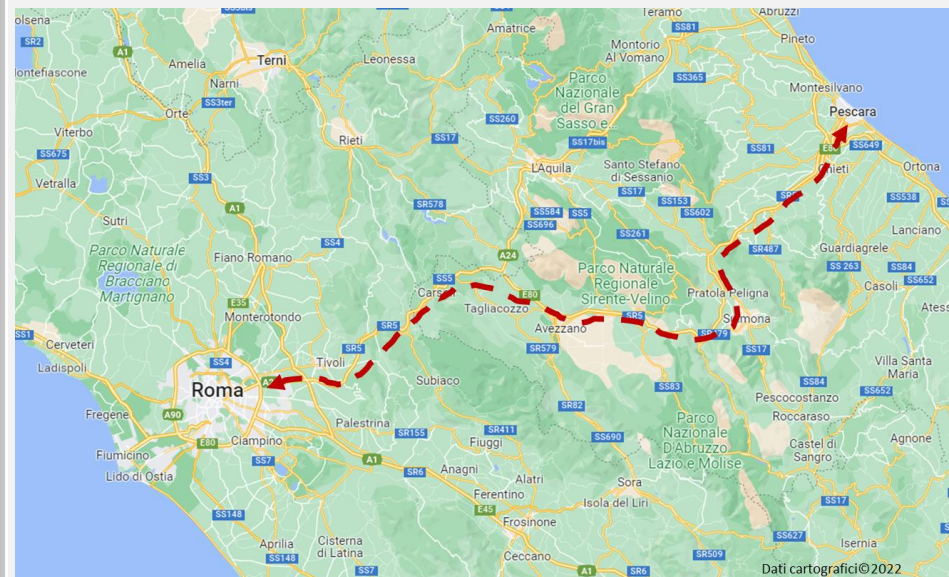 Abruzzi
Teramo
SS81
olsena
Amatrice
SR2
A1
Pineto
Montorio
Al Vomano
Amelia
Terni
Leonessa
ontefiascone
SS365
Parco
Nazionale
del Gran
Sasso e...
Narni
Montesilvano
SS3ter
Orte
Pescara
SS260
Viterbo
SS17
SS17bis
Rieti
SS81
SS649
SS675
L'Aquila
Santo Stefano
di Sessanio
Chieti
Ortona
SS3
Vetralla
SS17
SS153
SS538
SR578
SS602
A1
SS584
SS5
Sutri
SS696
Lanciano
SS261
SS4
SR487
Guardiagrele
Parco Naturale
Regionale di
Bracciano
Martignano
Fiano Romano
A24
SS 263
SS84
Parco Naturale
Regionale
Sirente-Velino
SS5
SS652
Casoli
E80
Pratola Peligna
E35
Tagliacozzo
Atess
Monterotondo
SR5
SR5
Avezzano
SS1
Cerveteri
SR5
SR579
SS17
Ladispoli
SS4
Tivoli
Villa Santa
Maria
Roma
Subiaco
SS83
SS84
SS652
Pescocostanzo
Fregene
A90
SR82
Roccaraso
Palestrina
Parco
Nazionale
D'Abruzzo
Lazio e Molise
SR155
SR411
SS690
E80
Ciampino
Fiuggi
Castel di
Sangro
Agnone
Fiumicino
SS7
A1
Lido di Ostia
SR6
Anagni
Alatri
Sora
Ferentino
SS17
Isola del Liri
E45
SS148
Frosinone
SS627
Aprilia
Cisterna
di Latina
Isernia
SS148
Ceccano
SR509
SS7
A1
SR6
Dati cartografici©2022